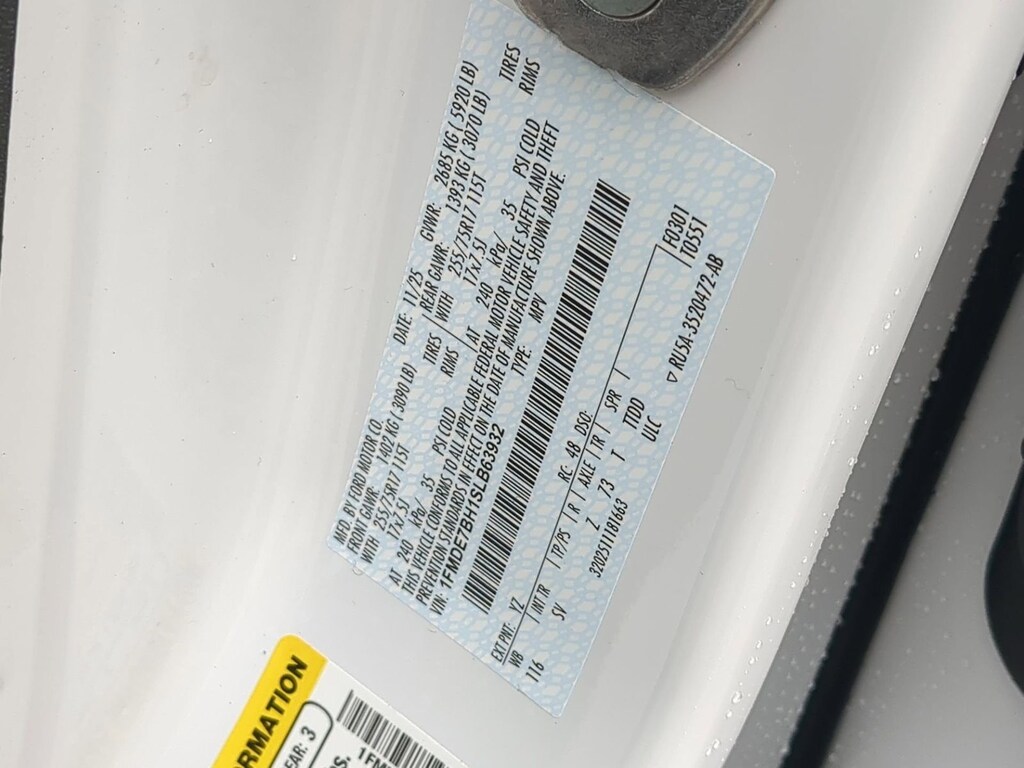 MFD. BY FORD MOTOR CO. DATE: 11/25 GVWR: 2685 KG ( 5920 LB)
FRONT GAWR: 1402 KG ( 3090 LB) REAR GAWR: 1393 KG ( 3070 LB)
WITH 255/75R17 115T TIRES WITH 255/75R17 115T TIRES
17x7.5J RIMS 17x7.5J RIMS
AT 240 kPa/ 35 PSI COLD AT 240 kPa/ 35 PSI COLD
THIS VEHICLE CONFORMS TO ALL APPLICABLE FEDERAL MOTOR VEHICLE SAFETY AND THEFT
PREVENTION STANDARDS IN EFFECT ON THE DATE OF MANUFACTURE SHOWN ABOVE.
VIN: 1FMDE7BH1SLB63932 TYPE: MPV
EXT PNT: YZ RC: 48 DSO: F0301
WB INT TR TP/PS R AXLE TR SPR T0551
116 SV Z 73 T TDD
ULC
320251181663 ▽ RU5A-3520472-AB
RMATION
EAR: 3
1FM